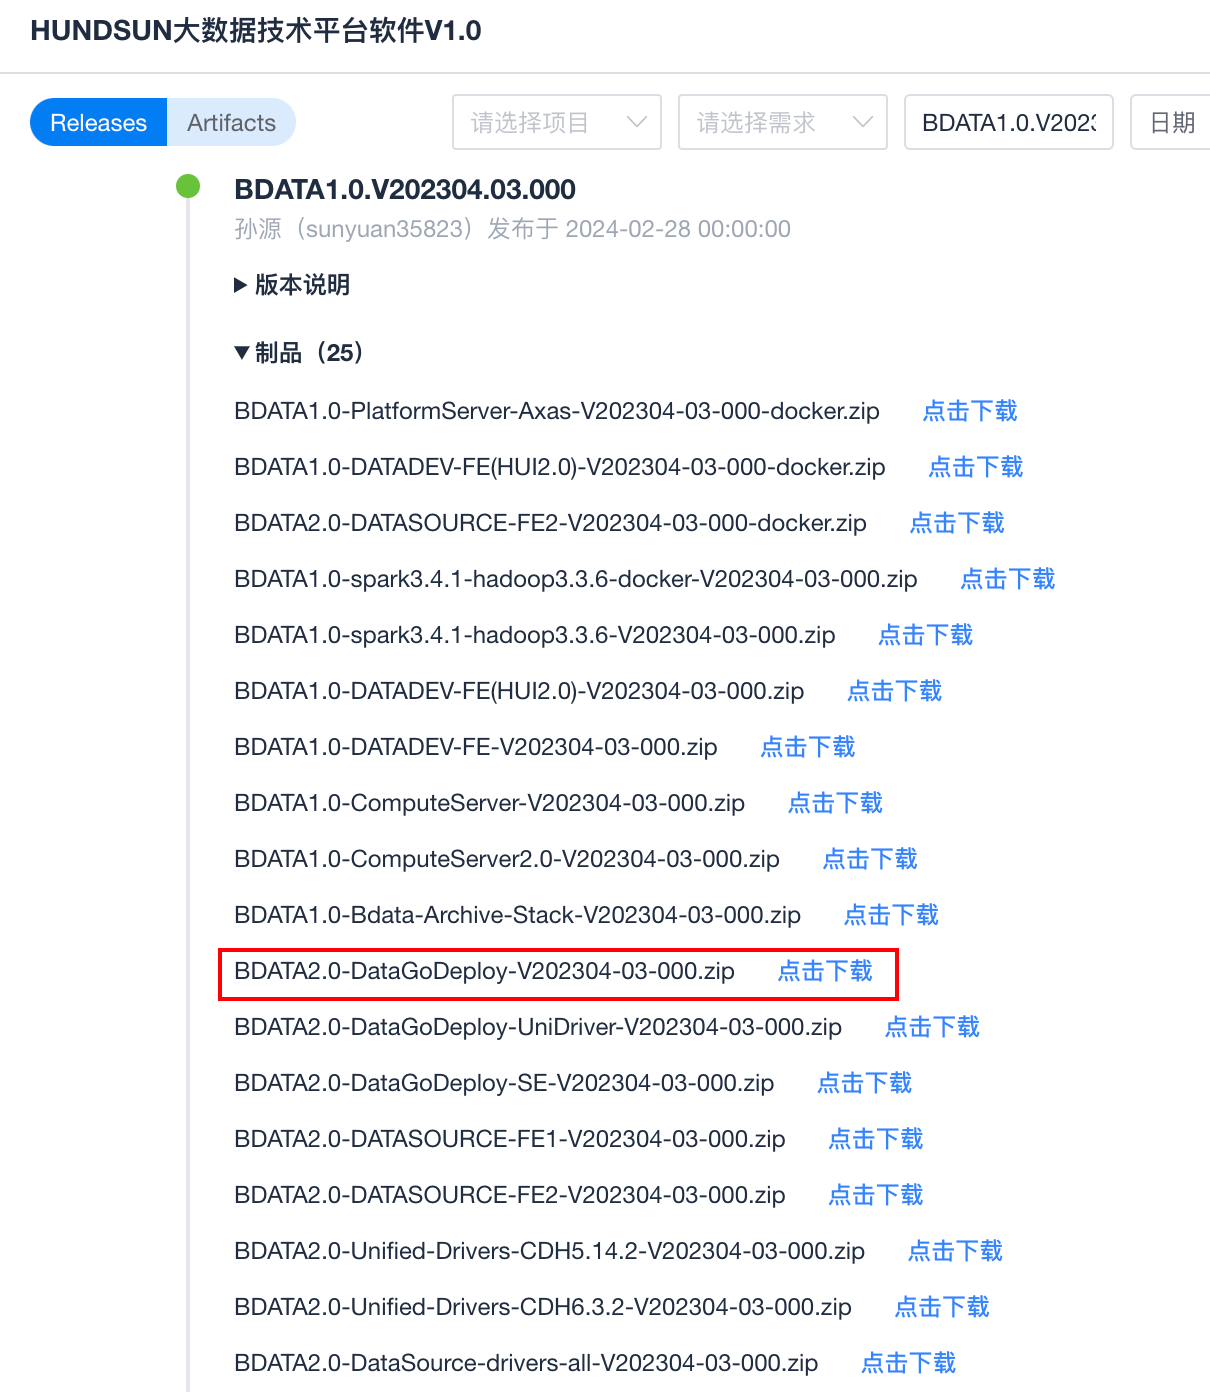 HUNDSUN大数据技术平台软件V1.0
Releases Artifacts 请选择项目 请选择需求 BDATA1.0.V202 日期
BDATA1.0.V202304.03.000
孙源（sunyuan35823）发布于 2024-02-28 00:00:00
▶ 版本说明
▼ 制品（25）
BDATA1.0-PlatformServer-Axas-V202304-03-000-docker.zip 点击下载
BDATA1.0-DATADEV-FE(HUI2.0)-V202304-03-000-docker.zip 点击下载
BDATA2.0-DATASOURCE-FE2-V202304-03-000-docker.zip 点击下载
BDATA1.0-spark3.4.1-hadoop3.3.6-docker-V202304-03-000.zip 点击下载
BDATA1.0-spark3.4.1-hadoop3.3.6-V202304-03-000.zip 点击下载
BDATA1.0-DATADEV-FE(HUI2.0)-V202304-03-000.zip 点击下载
BDATA1.0-DATADEV-FE-V202304-03-000.zip 点击下载
BDATA1.0-ComputeServer-V202304-03-000.zip 点击下载
BDATA1.0-ComputeServer2.0-V202304-03-000.zip 点击下载
BDATA1.0-Bdata-Archive-Stack-V202304-03-000.zip 点击下载
BDATA2.0-DataGoDeploy-V202304-03-000.zip 点击下载
BDATA2.0-DataGoDeploy-UniDriver-V202304-03-000.zip 点击下载
BDATA2.0-DataGoDeploy-SE-V202304-03-000.zip 点击下载
BDATA2.0-DATASOURCE-FE1-V202304-03-000.zip 点击下载
BDATA2.0-DATASOURCE-FE2-V202304-03-000.zip 点击下载
BDATA2.0-Unified-Drivers-CDH5.14.2-V202304-03-000.zip 点击下载
BDATA2.0-Unified-Drivers-CDH6.3.2-V202304-03-000.zip 点击下载
BDATA2.0-DataSource-drivers-all-V202304-03-000.zip 点击下载